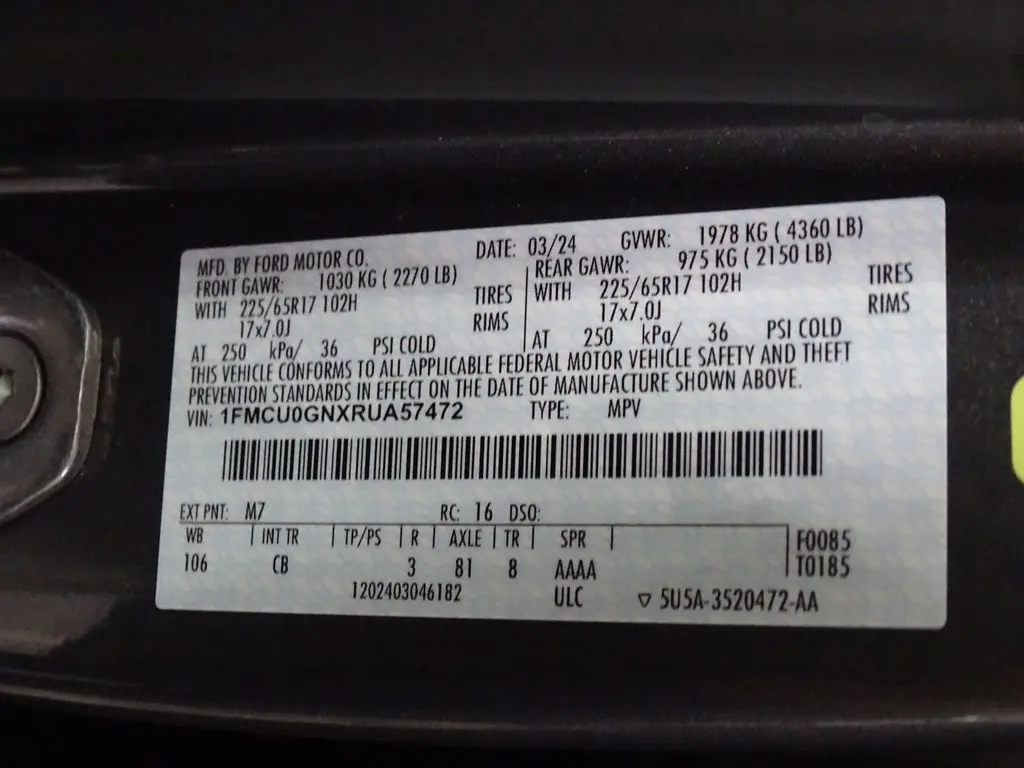 MFD. BY FORD MOTOR CO. DATE: 03/24 GVWR: 1978 KG ( 4360 LB)
FRONT GAWR: 1030 KG ( 2270 LB) REAR GAWR: 975 KG ( 2150 LB)
WITH 225/65R17 102H TIRES WITH 225/65R17 102H TIRES
17x7.0J RIMS 17x7.0J RIMS
AT 250 kPa/ 36 PSI COLD AT 250 kPa/ 36 PSI COLD
THIS VEHICLE CONFORMS TO ALL APPLICABLE FEDERAL MOTOR VEHICLE SAFETY AND THEFT
PREVENTION STANDARDS IN EFFECT ON THE DATE OF MANUFACTURE SHOWN ABOVE.
VIN: 1FMCU0GNXRUA57472 TYPE: MPV
EXT PNT: M7 RC: 16 DSO:
WB INT TR TP/PS R AXLE TR SPR F0085
106 CB 3 81 8 AAAA T0185
1202403046182 ULC ▽ 5U5A-3520472-AA